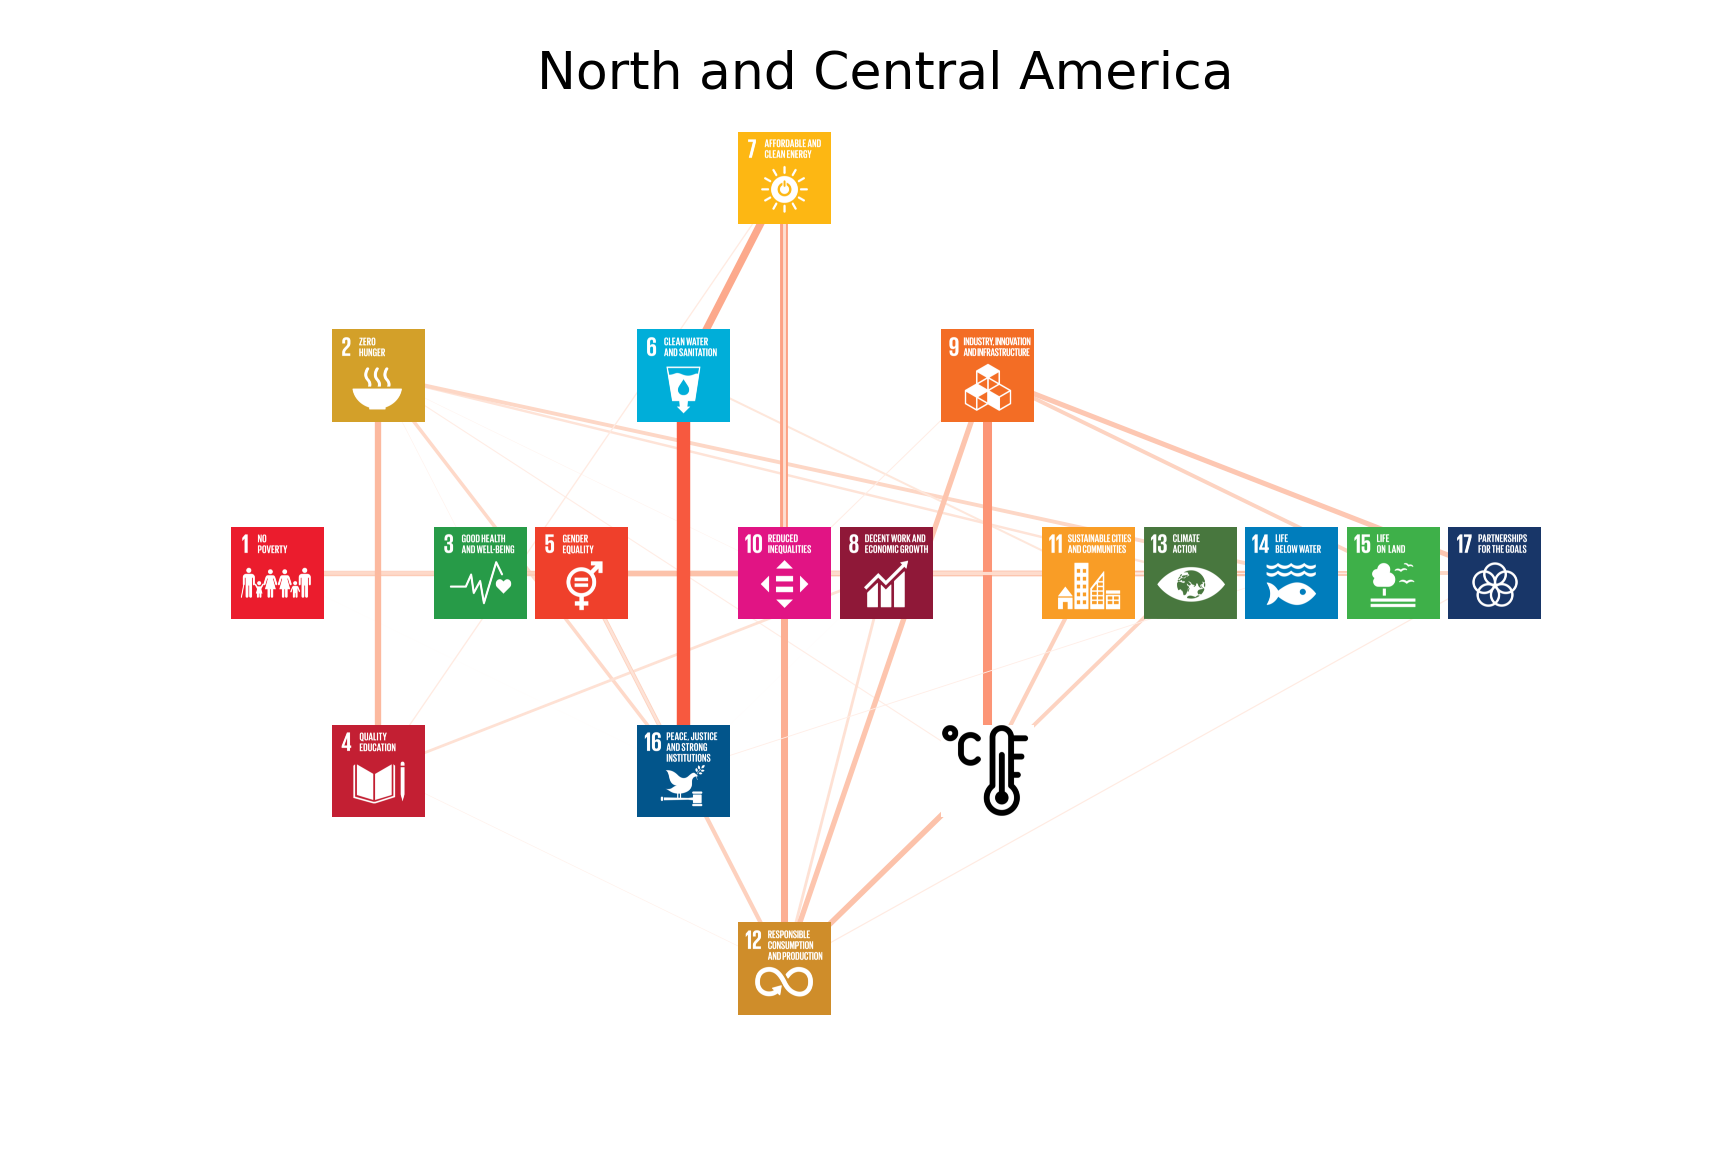 North and Central America
7 AFFORDABLE AND
CLEAN ENERGY
2 ZERO
HUNGER
6 CLEAN WATER
AND SANITATION
9 INDUSTRY, INNOVATION
AND INFRASTRUCTURE
1 NO
POVERTY
3 GOOD HEALTH
AND WELL-BEING
5 GENDER
EQUALITY
10 REDUCED
INEQUALITIES
8 DECENT WORK AND
ECONOMIC GROWTH
11 SUSTAINABLE CITIES
AND COMMUNITIES
13 CLIMATE
ACTION
14 LIFE
BELOW WATER
15 LIFE
ON LAND
17 PARTNERSHIPS
FOR THE GOALS
4 QUALITY
EDUCATION
16 PEACE, JUSTICE
AND STRONG
INSTITUTIONS
°C
12 RESPONSIBLE
CONSUMPTION
AND PRODUCTION